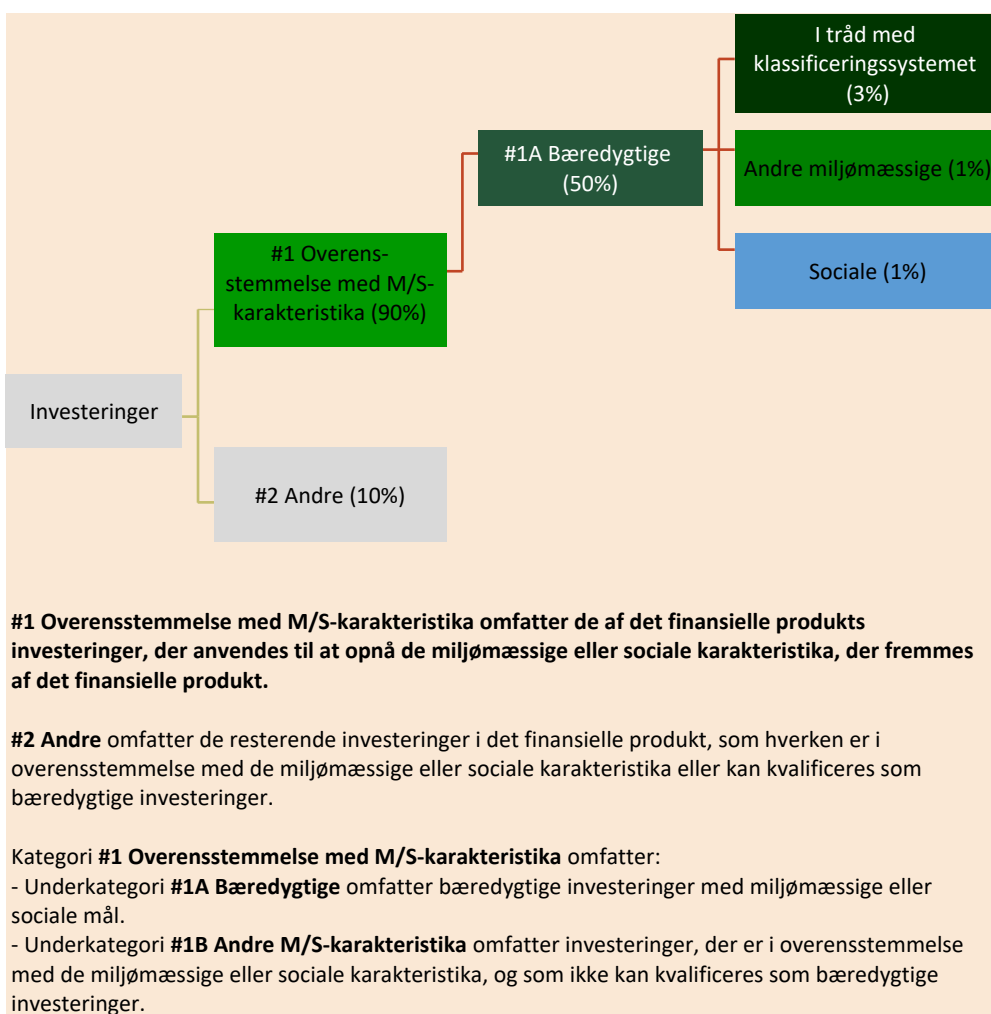 I tråd med
klassificeringssystemet
(3%)
#1A Bæredygtige
(50%)
Andre miljømæssige (1%)
#1 Overens-
stemmelse med M/S-
karakteristika (90%)
Sociale (1%)
Investeringer
#2 Andre (10%)
#1 Overensstemmelse med M/S-karakteristika omfatter de af det finansielle produkts
investeringer, der anvendes til at opnå de miljømæssige eller sociale karakteristika, der fremmes
af det finansielle produkt.
#2 Andre omfatter de resterende investeringer i det finansielle produkt, som hverken er i
overensstemmelse med de miljømæssige eller sociale karakteristika eller kan kvalificeres som
bæredygtige investeringer.
Kategori #1 Overensstemmelse med M/S-karakteristika omfatter:
- Underkategori #1A Bæredygtige omfatter bæredygtige investeringer med miljømæssige eller
sociale mål.
- Underkategori #1B Andre M/S-karakteristika omfatter investeringer, der er i overensstemmelse
med de miljømæssige eller sociale karakteristika, og som ikke kan kvalificeres som bæredygtige
investeringer.